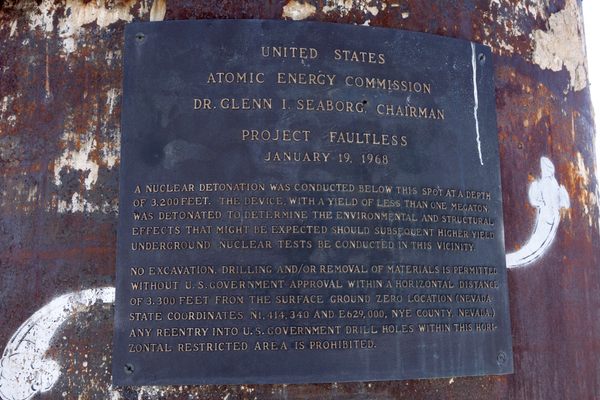 UNITED STATES
ATOMIC ENERGY COMMISSION
DR. GLENN I. SEABORG, CHAIRMAN
PROJECT FAULTLESS
JANUARY 19, 1968
A NUCLEAR DETONATION WAS CONDUCTED BELOW THIS SPOT AT A DEPTH
OF 3,200 FEET. THE DEVICE, WITH A YIELD OF LESS THAN ONE MEGATON,
WAS DETONATED TO DETERMINE THE ENVIRONMENTAL AND STRUCTURAL
EFFECTS THAT MIGHT BE EXPECTED SHOULD SUBSEQUENT HIGHER YIELD
UNDERGROUND NUCLEAR TESTS BE CONDUCTED IN THIS VICINITY.
NO EXCAVATION, DRILLING AND/OR REMOVAL OF MATERIALS IS PERMITTED
WITHOUT U.S. GOVERNMENT APPROVAL WITHIN A HORIZONTAL DISTANCE
OF 3,300 FEET FROM THE SURFACE GROUND ZERO LOCATION (NEVADA
STATE COORDINATES N1,414,340 AND E629,000, NYE COUNTY, NEVADA.)
ANY REENTRY INTO U.S. GOVERNMENT DRILL HOLES WITHIN THIS HORI-
ZONTAL RESTRICTED AREA IS PROHIBITED.